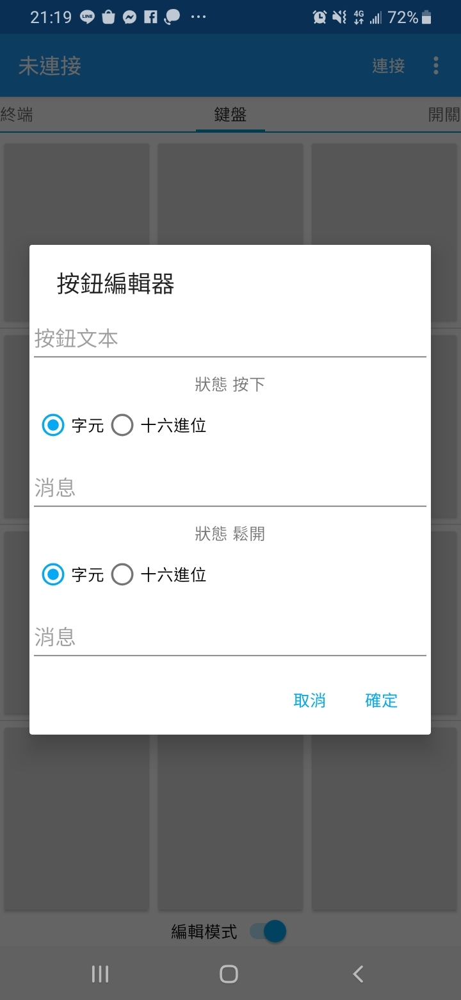 21:19 LINE 4G 72%
未連接 連接
終端 鍵盤 開關
按鈕編輯器
按鈕文本
狀態 按下
字元 十六進位
消息
狀態 鬆開
字元 十六進位
消息
取消 確定
編輯模式